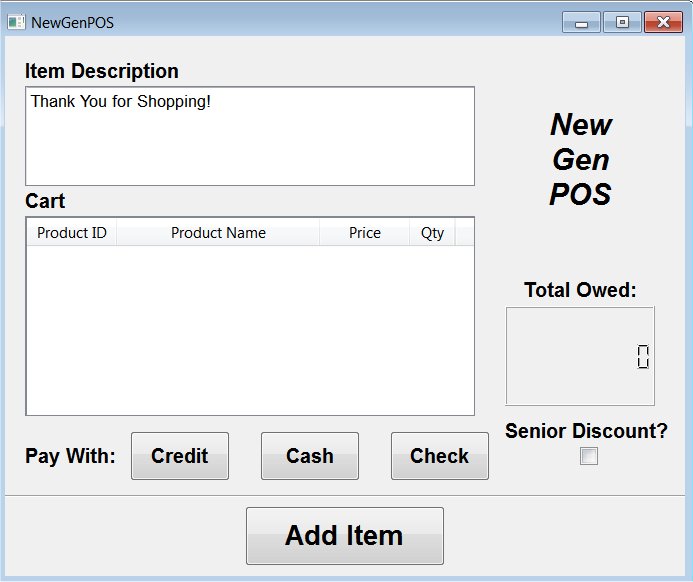 NewGenPOS
Item Description
Thank You for Shopping!
New
Gen
POS
Cart
Product ID Product Name Price Qty
Total Owed:
0
Senior Discount?
Pay With: Credit Cash Check
Add Item